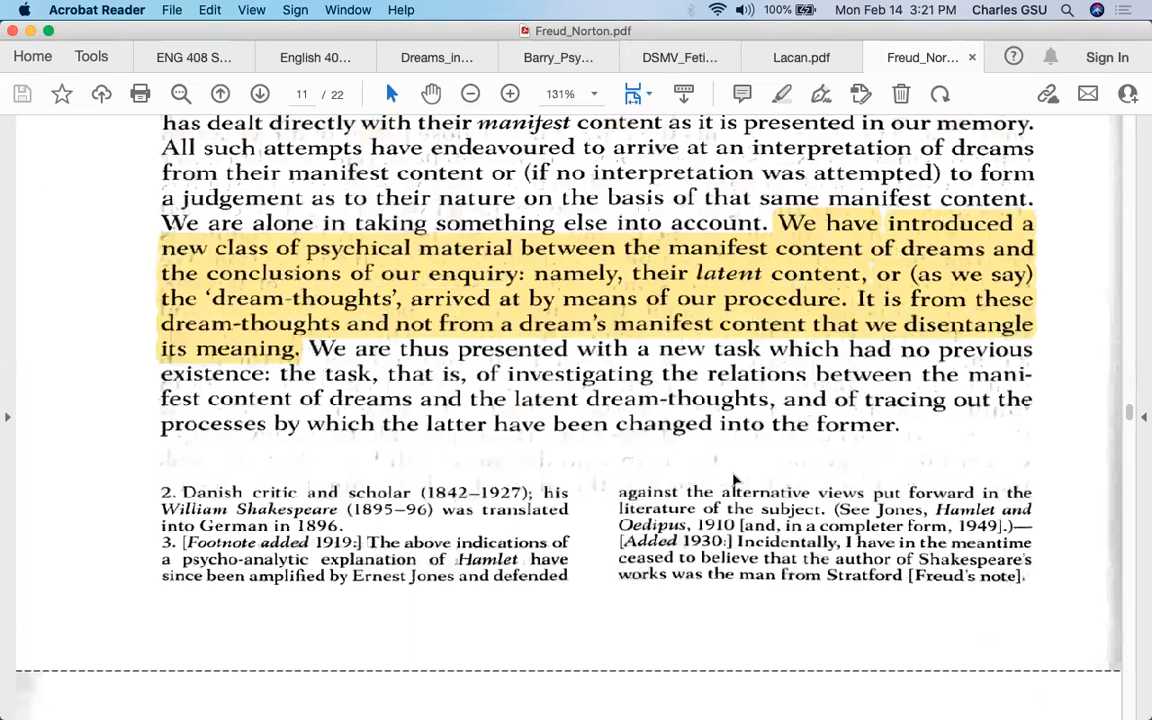 Acrobat Reader File Edit View Sign Window Help 100% Mon Feb 14 3:21 PM Charles GSU
Freud_Norton.pdf
Home Tools ENG 408 S... English 40... Dreams_in... Barry_Psy... DSMV_Feti... Lacan.pdf Freud_Nor... × ? Sign In
11 / 22 131%
has dealt directly with their manifest content as it is presented in our memory.
All such attempts have endeavoured to arrive at an interpretation of dreams
from their manifest content or (if no interpretation was attempted) to form
a judgement as to their nature on the basis of that same manifest content.
We are alone in taking something else into account. We have introduced a
new class of psychical material between the manifest content of dreams and
the conclusions of our enquiry: namely, their latent content, or (as we say)
the ‘dream-thoughts’, arrived at by means of our procedure. It is from these
dream-thoughts and not from a dream’s manifest content that we disentangle
its meaning. We are thus presented with a new task which had no previous
existence: the task, that is, of investigating the relations between the mani-
fest content of dreams and the latent dream-thoughts, and of tracing out the
processes by which the latter have been changed into the former.
2. Danish critic and scholar (1842–1927); his
William Shakespeare (1895–96) was translated
into German in 1896.
3. [Footnote added 1919:] The above indications of
a psycho-analytic explanation of Hamlet have
since been amplified by Ernest Jones and defended
against the alternative views put forward in the
literature of the subject. (See Jones, Hamlet and
Oedipus, 1910 [and, in a completer form, 1949].)—
[Added 1930:] Incidentally, I have in the meantime
ceased to believe that the author of Shakespeare's
works was the man from Stratford [Freud's note].